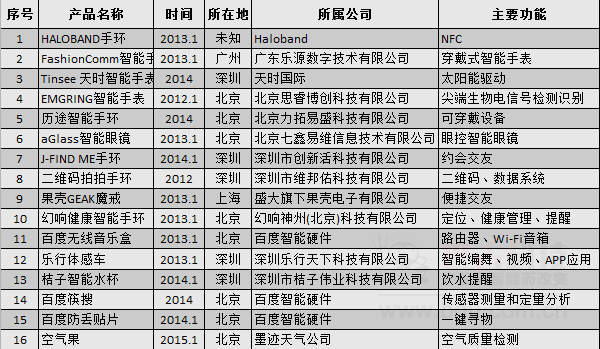 序号 产品名称 时间 所在地 所属公司 主要功能
1 HALOBAND手环 2013.1 未知 Haloband NFC
2 FashionComm智能手 2013.1 广州 广东乐源数字技术有限公司 穿戴式智能手表
3 Tinsee 天时智能手表 2014 深圳 天时国际 太阳能驱动
4 EMGRING智能手表 2012.1 北京 北京思睿博创科技有限公司 尖端生物电信号检测识别
5 历途智能手环 2014 北京 北京力拓易盛科技有限公司 可穿戴设备
6 aGlass智能眼镜 2013.1 北京 北京七鑫易维信息技术有限公司 眼控智能眼镜
7 J-FIND ME手环 2014.1 深圳 深圳市创新活科技有限公司 约会交友
8 二维码拍拍手环 2012 深圳 深圳市维邦佑科技有限公司 二维码、数据系统
9 果壳GEAK魔戒 2013.1 上海 盛大旗下果壳电子有限公司 便捷交友
10 幻响健康智能手环 2013.1 北京 幻响神州(北京)科技有限公司 定位、健康管理、提醒
11 百度无线音乐盒 2013.1 北京 百度智能硬件 路由器、Wi-Fi音箱
12 乐行体感车 2013.1 深圳 深圳乐行天下科技有限公司 智能编舞、视频、APP应用
13 桔子智能水杯 2014.1 深圳 深圳市桔子伟业科技有限公司 饮水提醒
14 百度筷搜 2014 北京 百度智能硬件 传感器测量和定量分析
15 百度防丢贴片 2014.1 北京 百度智能硬件 一键寻物
16 空气果 2015.1 北京 墨迹天气公司 空气质量检测